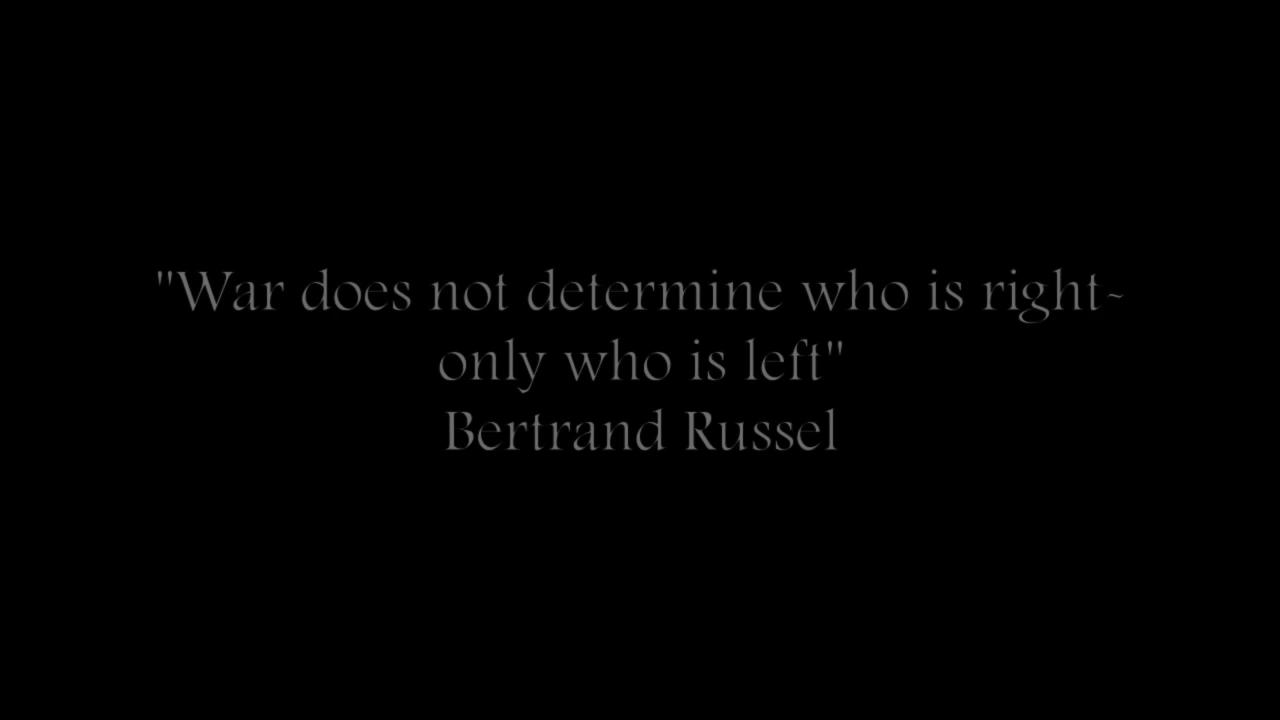 "War does not determine who is right-
only who is left"
Bertrand Russel